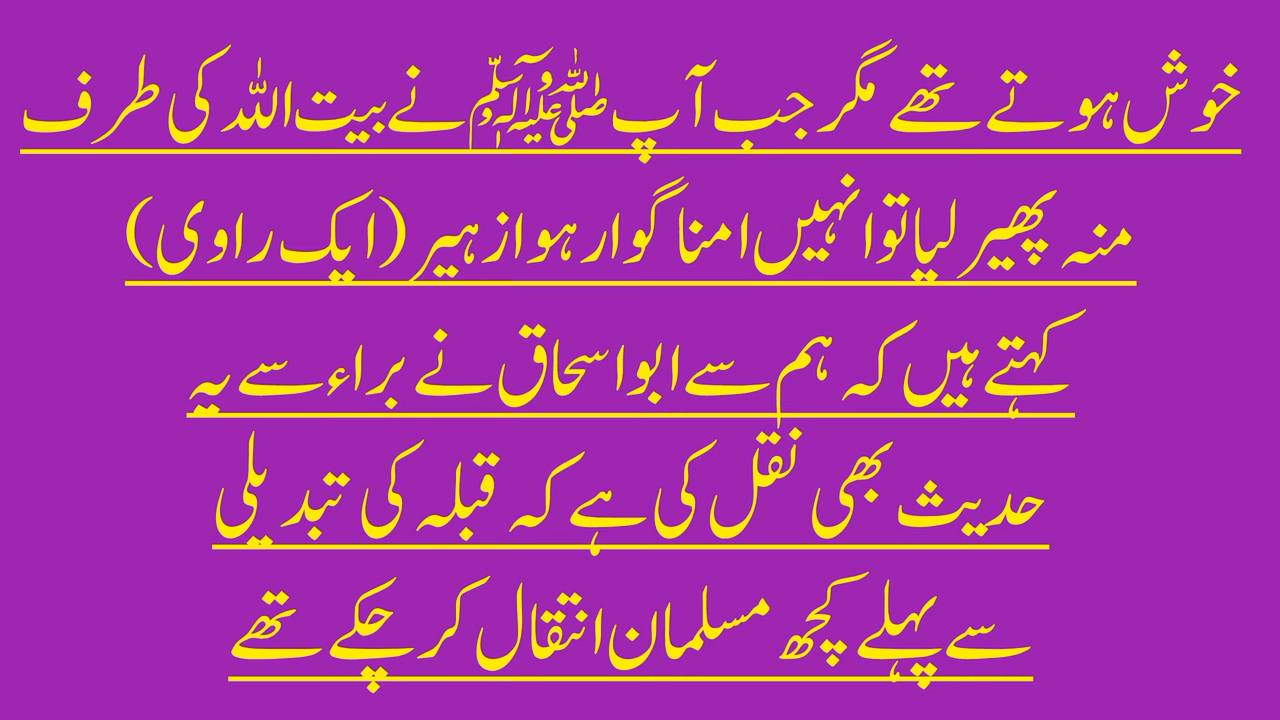 خوش ہوتے تھے مگر جب آپ ﷺ نے بیت اللہ کی طرف
منہ پھیر لیا تو انہیں امنا گوار ہوا زہیر (ایک راوی)
کہتے ہیں کہ ہم سے ابو اسحاق نے براء سے یہ
حدیث بھی نقل کی ہے کہ قبلہ کی تبدیلی
سے پہلے کچھ مسلمان انتقال کر چکے تھے